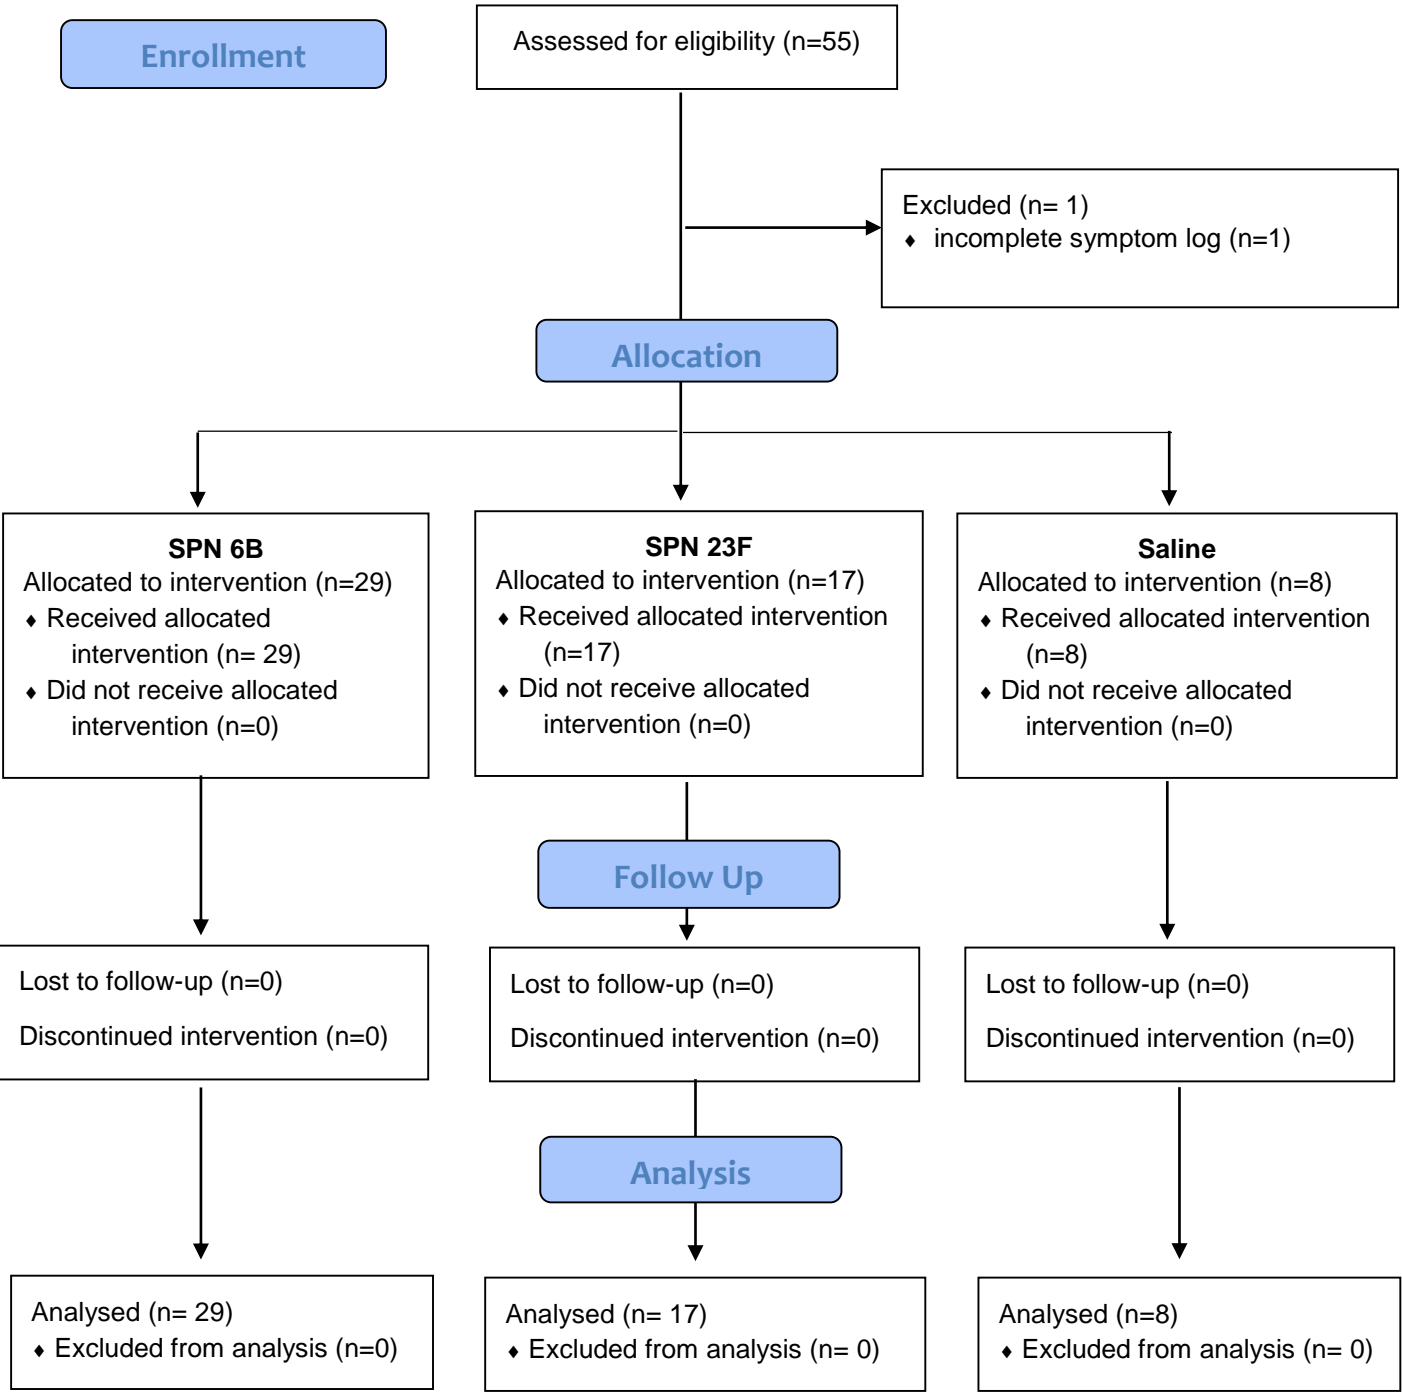 Enrollment
Assessed for eligibility (n=55)
Excluded (n= 1)
♦ incomplete symptom log (n=1)
Allocation
SPN 6B
Allocated to intervention (n=29)
♦ Received allocated
intervention (n= 29)
♦ Did not receive allocated
intervention (n=0)
SPN 23F
Allocated to intervention (n=17)
♦ Received allocated intervention
(n=17)
♦ Did not receive allocated
intervention (n=0)
Saline
Allocated to intervention (n=8)
♦ Received allocated intervention
(n=8)
♦ Did not receive allocated
intervention (n=0)
Follow Up
Lost to follow-up (n=0)
Discontinued intervention (n=0)
Lost to follow-up (n=0)
Discontinued intervention (n=0)
Lost to follow-up (n=0)
Discontinued intervention (n=0)
Analysis
Analysed (n= 29)
♦ Excluded from analysis (n=0)
Analysed (n= 17)
♦ Excluded from analysis (n= 0)
Analysed (n=8)
♦ Excluded from analysis (n= 0)